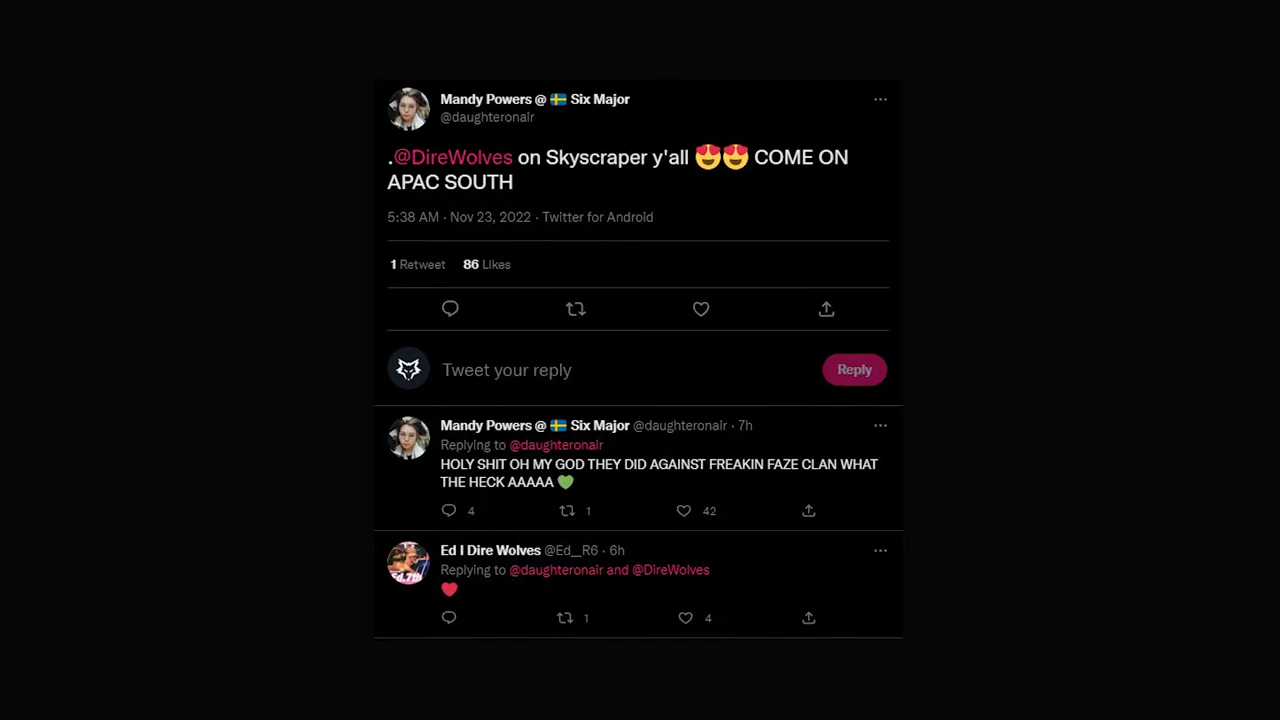 Mandy Powers @ 🇸🇪 Six Major
@daughteronair
.@DireWolves on Skyscraper y'all 😍😍 COME ON
APAC SOUTH
5:38 AM · Nov 23, 2022 · Twitter for Android
1 Retweet 86 Likes
Tweet your reply Reply
Mandy Powers @ 🇸🇪 Six Major @daughteronair · 7h
Replying to @daughteronair
HOLY SHIT OH MY GOD THEY DID AGAINST FREAKIN FAZE CLAN WHAT
THE HECK AAAAA 💚
4 1 42
Ed I Dire Wolves @Ed__R6 · 6h
Replying to @daughteronair and @DireWolves
❤️
1 4